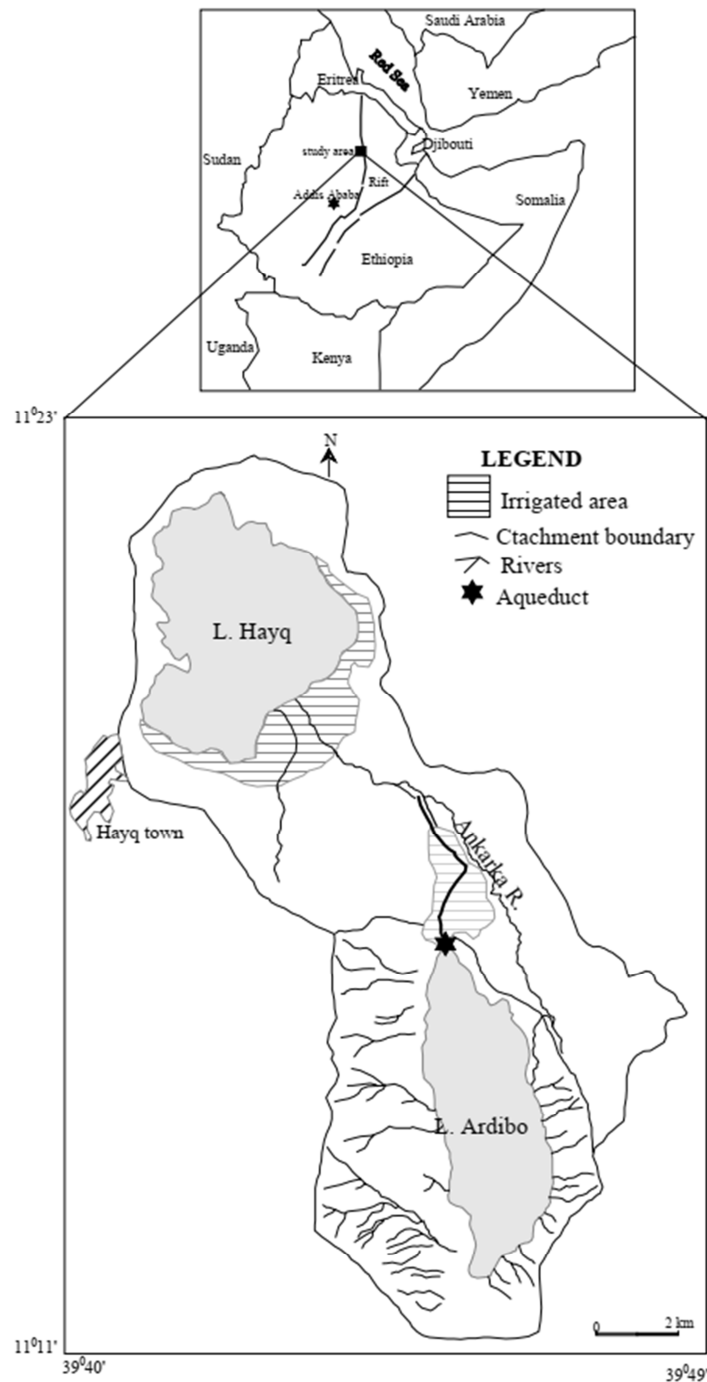 Saudi Arabia
Red Sea
Eritrea
Yemen
Sudan
Djibouti
study area
Rift
Addis Ababa
Somalia
Ethiopia
Uganda
Kenya
11⁰23'
N
LEGEND
Irrigated area
Ctachment boundary
Rivers
Aqueduct
L. Hayq
Hayq town
Ankarka R.
L. Ardibo
0 2 km
11⁰11'
39⁰40'
39⁰49'